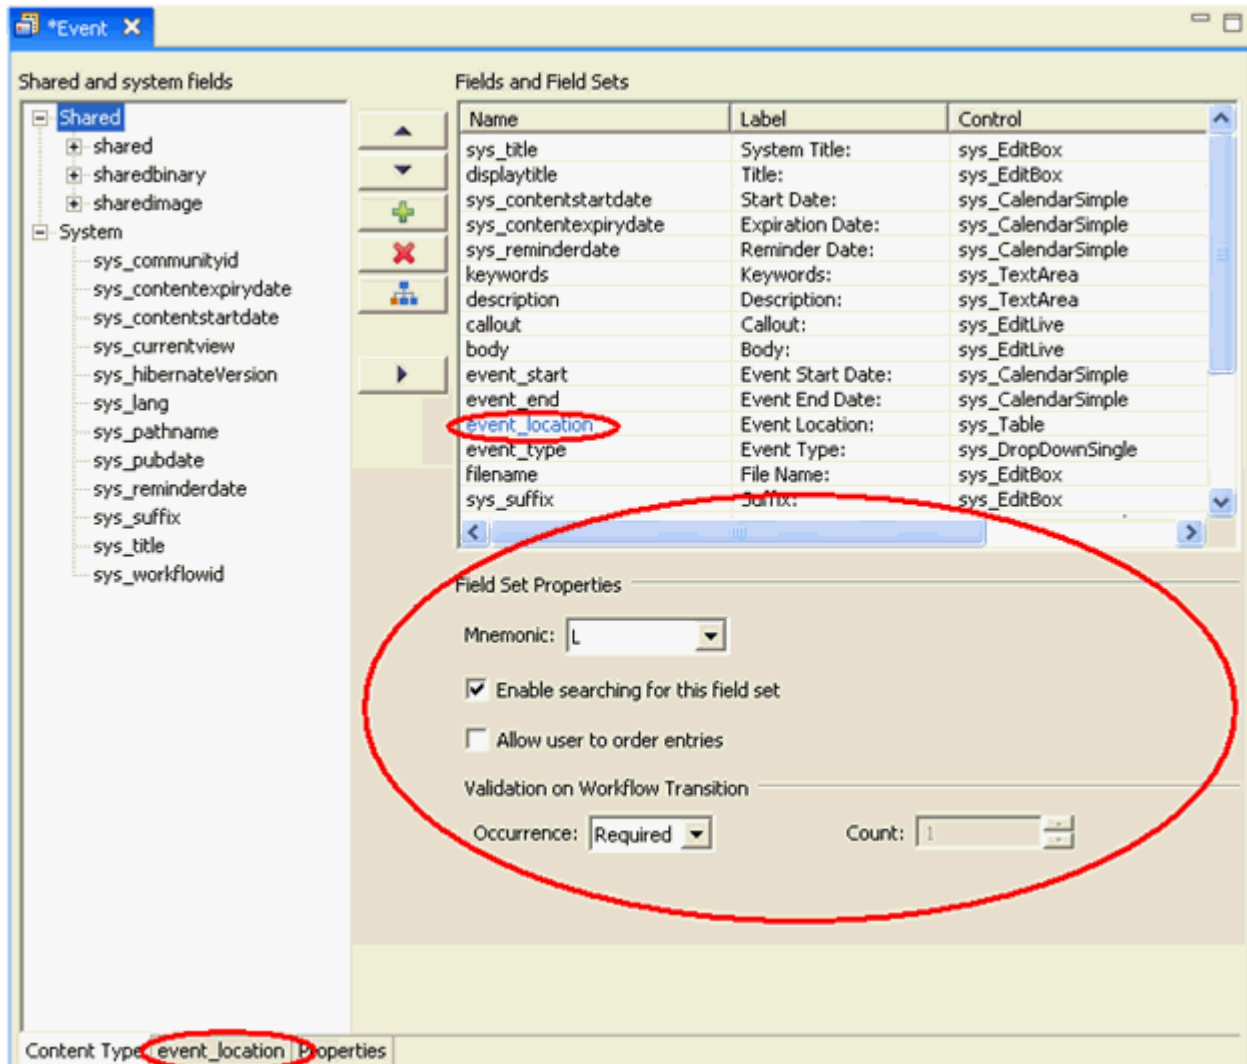 *Event
Shared and system fields
Shared
shared
sharedbinary
sharedimage
System
sys_communityid
sys_contentexpirydate
sys_contentstartdate
sys_currentview
sys_hibernateVersion
sys_lang
sys_pathname
sys_pubdate
sys_reminderdate
sys_suffix
sys_title
sys_workflowid
Fields and Field Sets
Name Label Control
sys_title System Title: sys_EditBox
displaytitle Title: sys_EditBox
sys_contentstartdate Start Date: sys_CalendarSimple
sys_contentexpirydate Expiration Date: sys_CalendarSimple
sys_reminderdate Reminder Date: sys_CalendarSimple
keywords Keywords: sys_TextArea
description Description: sys_TextArea
callout Callout: sys_EditLive
body Body: sys_EditLive
event_start Event Start Date: sys_CalendarSimple
event_end Event End Date: sys_CalendarSimple
event_location Event Location: sys_Table
event_type Event Type: sys_DropDownSingle
filename File Name: sys_EditBox
sys_suffix Suffix: sys_EditBox
Field Set Properties
Mnemonic: L
Enable searching for this field set
Allow user to order entries
Validation on Workflow Transition
Occurrence: Required Count: 1
Content Type event_location Properties